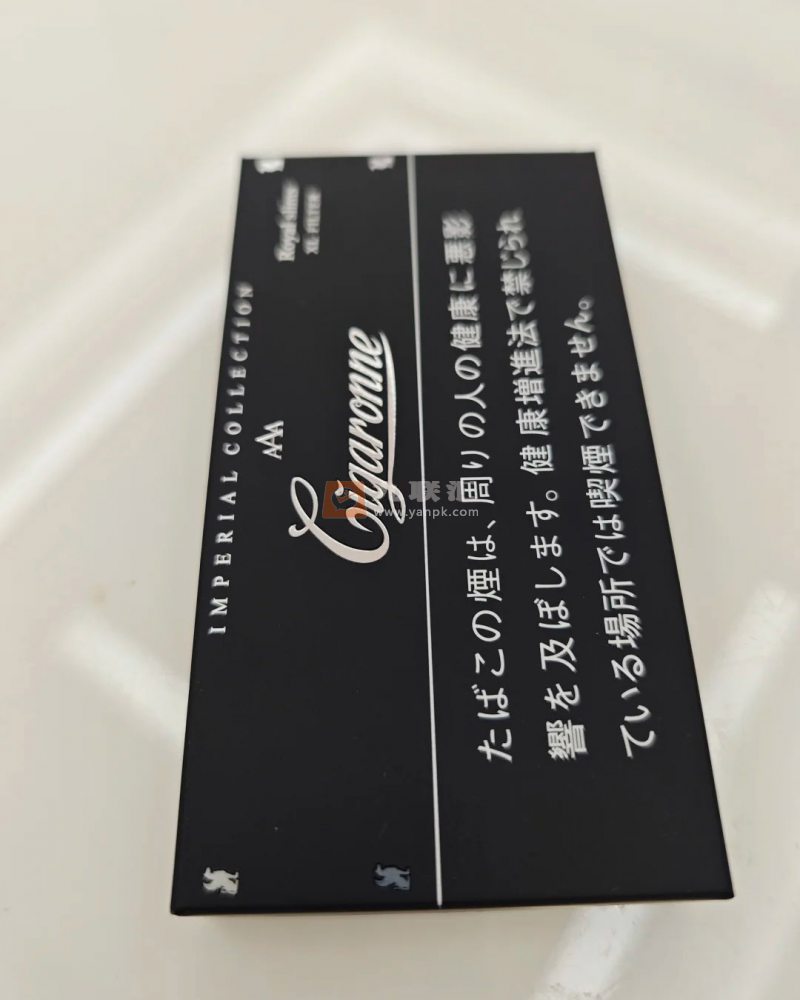 IMPERIAL COLLECTION
AAA
Cigaronne
Royal slims
XL-FILTER
たばこの煙は、周りの人の健康に悪影
響を及ぼします。健康増進法で禁じられ
ている場所では喫煙できません。
联派
www.yanpk.com